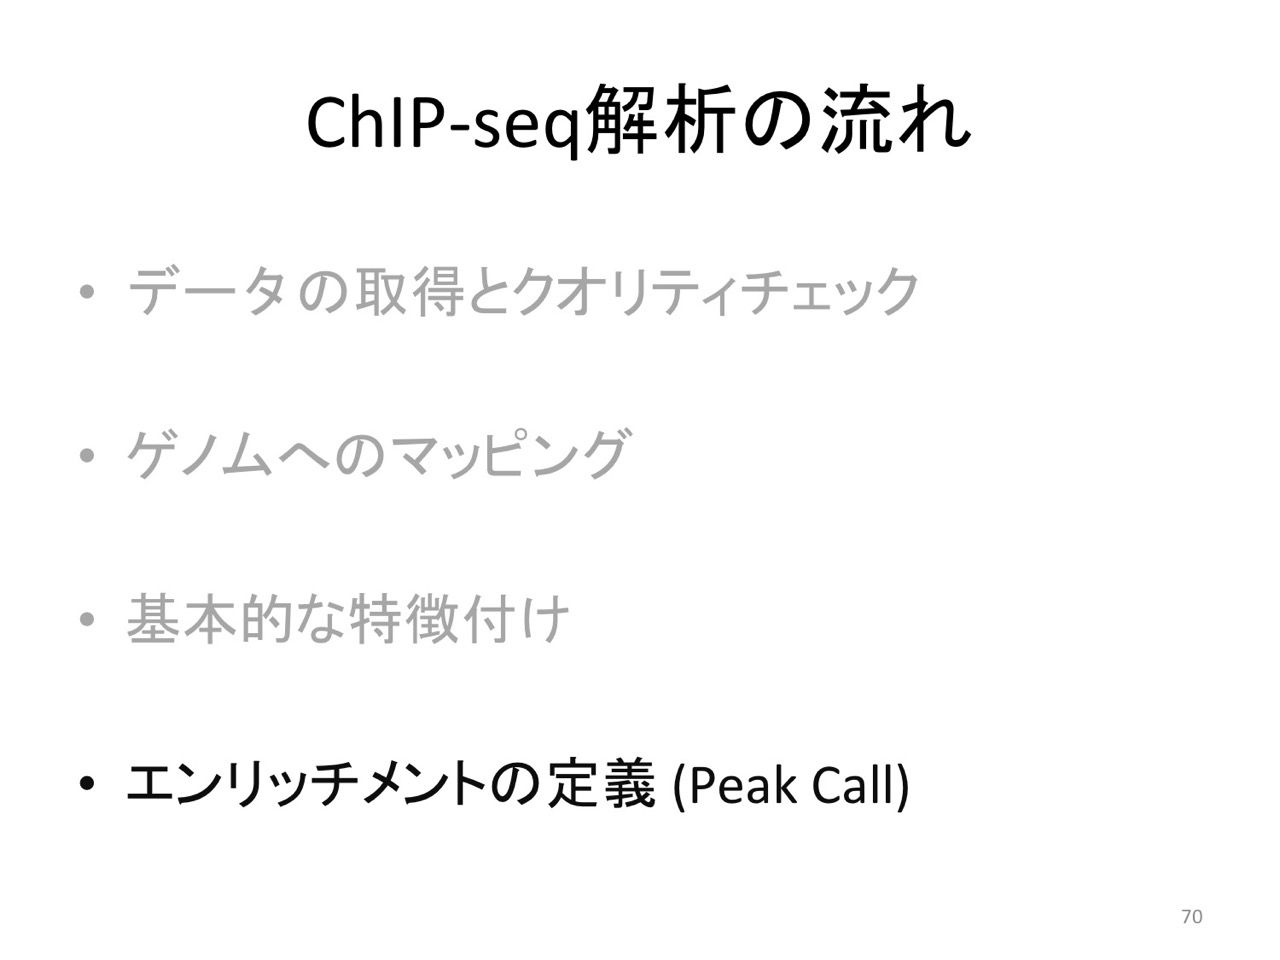 ChIP-seq解析の流れ
• データの取得とクオリティチェック
• ゲノムへのマッピング
• 基本的な特徴付け
• エンリッチメントの定義 (Peak Call)
70